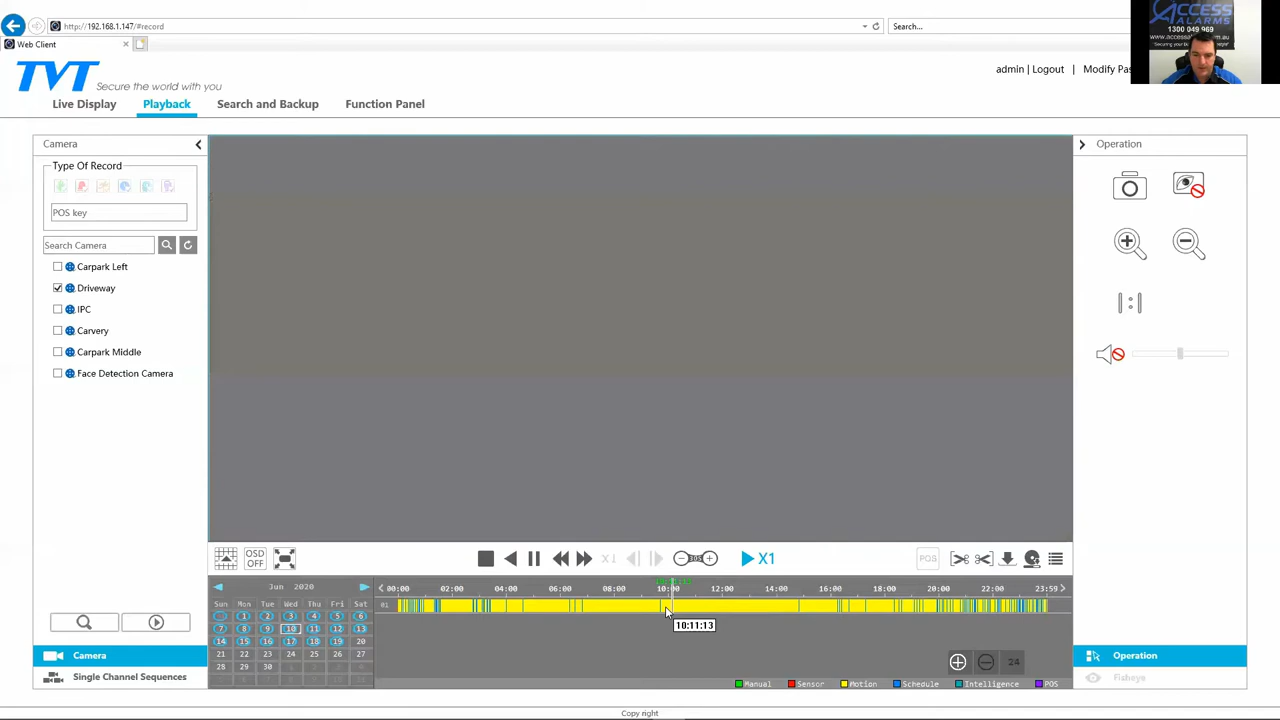 http://192.168.1.147/#record
Search...
Web Client
ACCESS
ALARMS
1300 049 969
TVT Secure the world with you
admin | Logout | Modify Pas
Live Display Playback Search and Backup Function Panel
Camera
Operation
Type Of Record
POS key
Search Camera
Carpark Left
Driveway
IPC
Carvery
Carpark Middle
Face Detection Camera
OSD
OFF
X1
30S
X1
POS
Jun 2020
00:00 02:00 04:00 06:00 08:00 10:00 12:00 14:00 16:00 18:00 20:00 22:00 23:59
Sun Mon Tue Wed Thu Fri Sat
01
1 2 3 4 5 6
7 8 9 10 11 12 13
14 15 16 17 18 19 20
21 22 23 24 25 26 27
28 29 30
10:11:13
24
Camera
Operation
Single Channel Sequences
Fisheye
Manual Sensor Motion Schedule Intelligence POS
Copy right